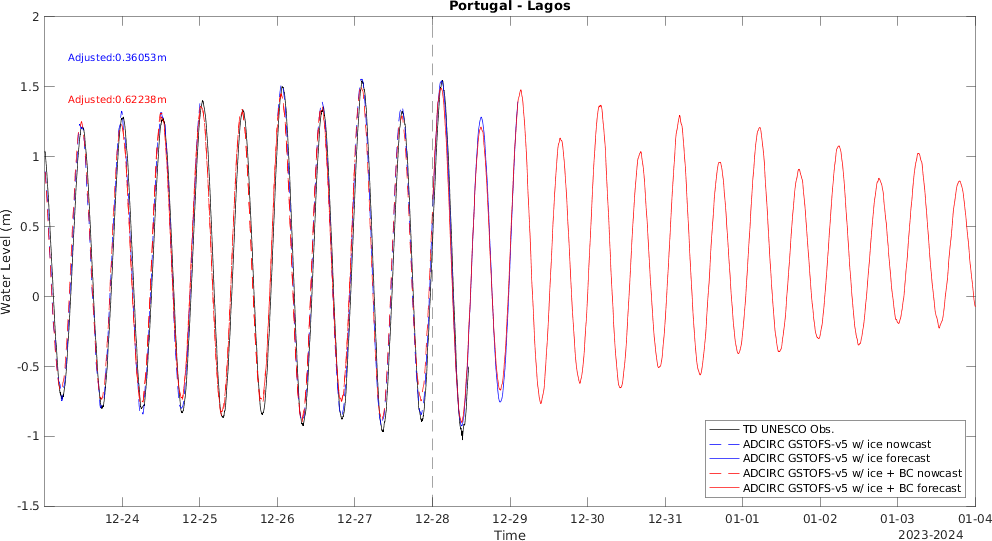 Portugal - Lagos
2
Adjusted:0.36053m
1.5
Adjusted:0.62238m
1
0.5
0
-0.5
-1
-1.5
Water Level (m)
TD UNESCO Obs.
ADCIRC GSTOFS-v5 w/ ice nowcast
ADCIRC GSTOFS-v5 w/ ice forecast
ADCIRC GSTOFS-v5 w/ ice + BC nowcast
ADCIRC GSTOFS-v5 w/ ice + BC forecast
12-24 12-25 12-26 12-27 12-28 12-29 12-30 12-31 01-01 01-02 01-03 01-04
Time
2023-2024